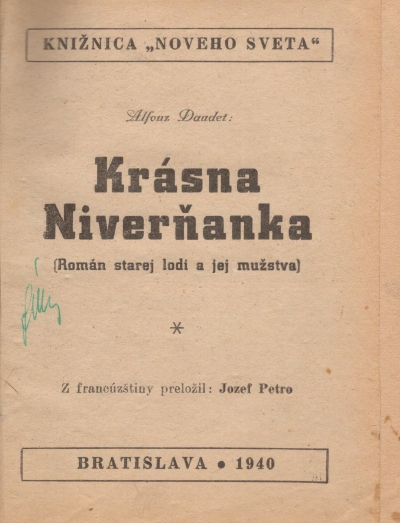 KNIŽNICA „NOVEHO SVETA“
Alfonz Daudet:
Krásna
Niverňanka
(Román starej lodi a jej mužstva)
*
Z francúzštiny preložil: Jozef Petro
BRATISLAVA • 1940